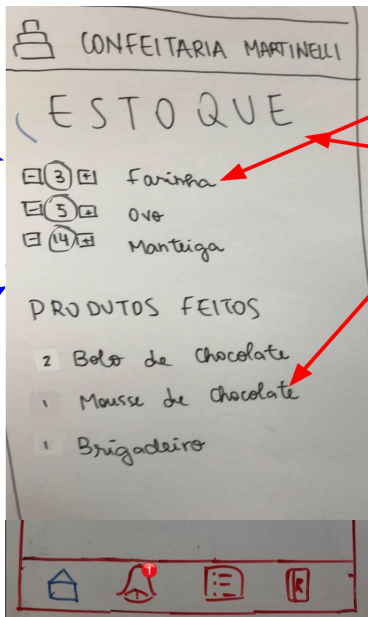 CONFEITARIA MARTINELLI
ESTOQUE
- 3 + Farinha
- 5 + Ovo
- 14 + Manteiga
PRODUTOS FEITOS
2 Bolo de Chocolate
1 Mousse de Chocolate
1 Brigadeiro
1